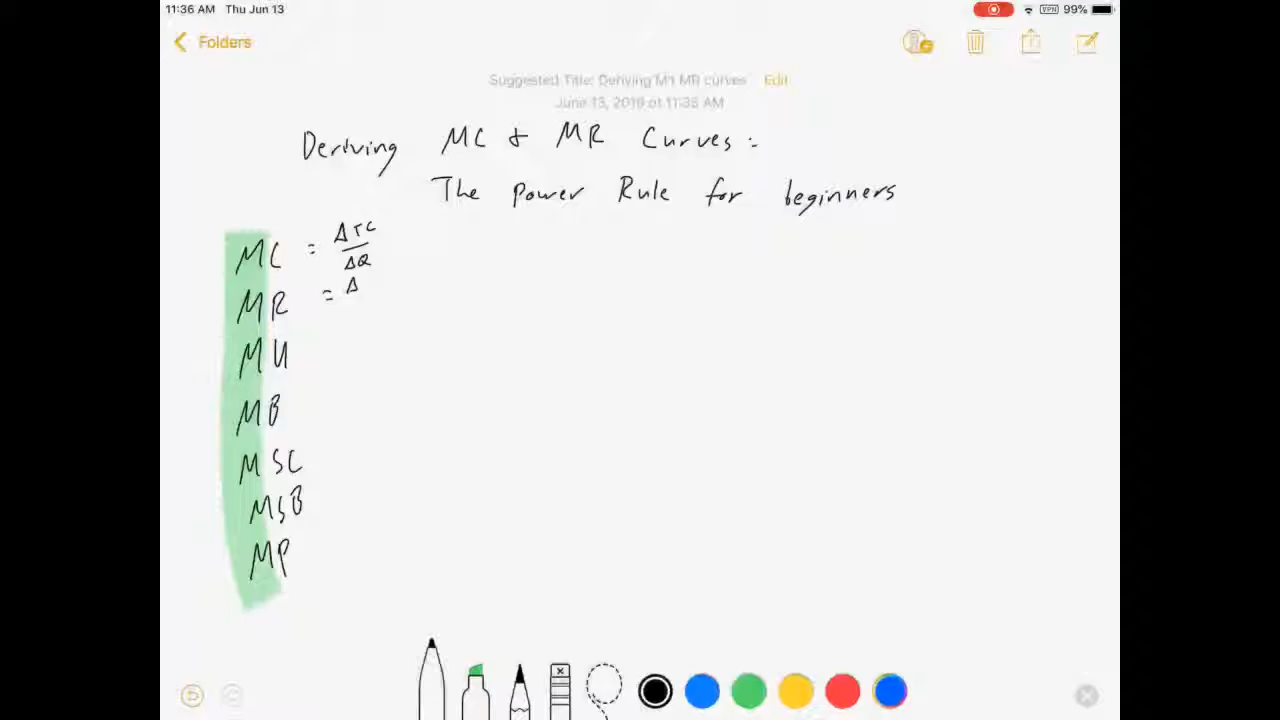 11:36 AM Thu Jun 13
VPN 99%
Folders
Suggested Title: Deriving M1 MR curves Edit
June 13, 2019 at 11:35 AM
Deriving MC + MR Curves:
The power Rule for beginners
MC = ΔTC
ΔQ
MR = Δ
MU
MB
MSC
MSB
MP